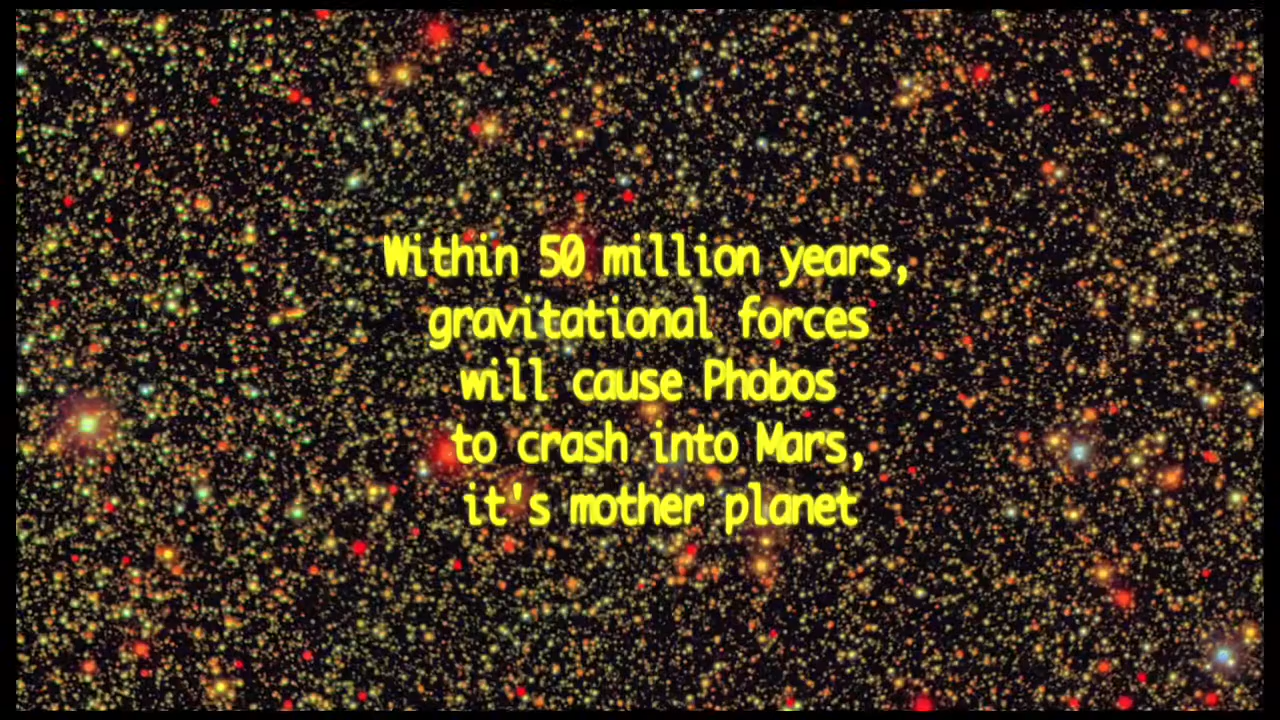 Within 50 million years,
gravitational forces
will cause Phobos
to crash into Mars,
it's mother planet